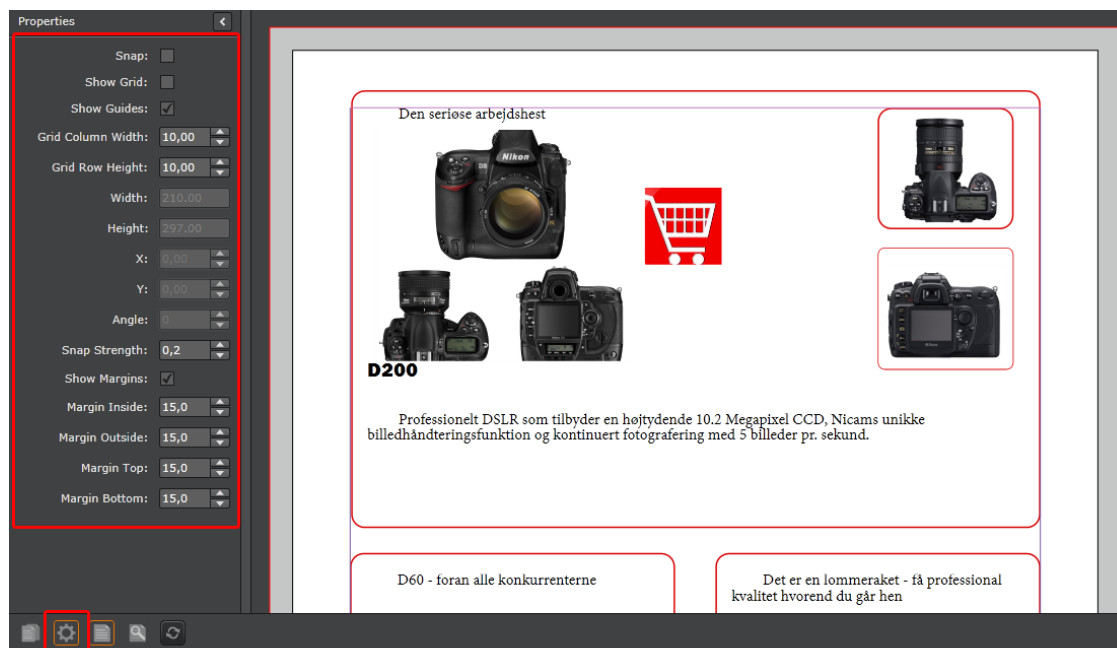 Properties
Snap:
Show Grid:
Show Guides:
Grid Column Width: 10,00
Grid Row Height: 10,00
Width: 210.00
Height: 297.00
X: 0,00
Y: 0,00
Angle: 0
Snap Strength: 0,2
Show Margins:
Margin Inside: 15,0
Margin Outside: 15,0
Margin Top: 15,0
Margin Bottom: 15,0
Den seriøse arbejdshest
Nikon
D200
Professionelt DSLR som tilbyder en højtydende 10.2 Megapixel CCD, Nicams unikke
billedhåndteringsfunktion og kontinuert fotografering med 5 billeder pr. sekund.
D60 - foran alle konkurrenterne
Det er en lommeraket - få professional
kvalitet hvorend du går hen